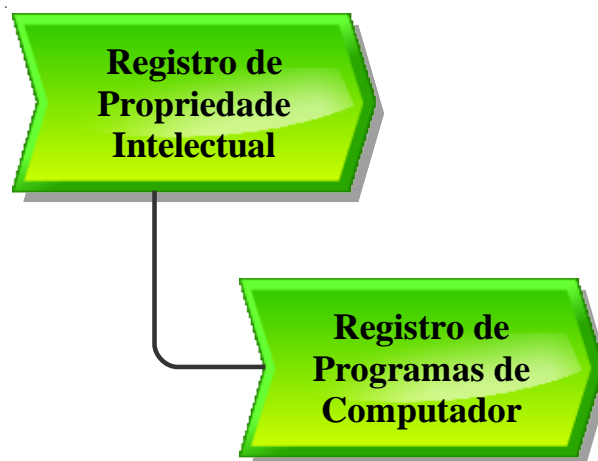 Registro de
Propriedade
Intelectual
Registro de
Programas de
Computador